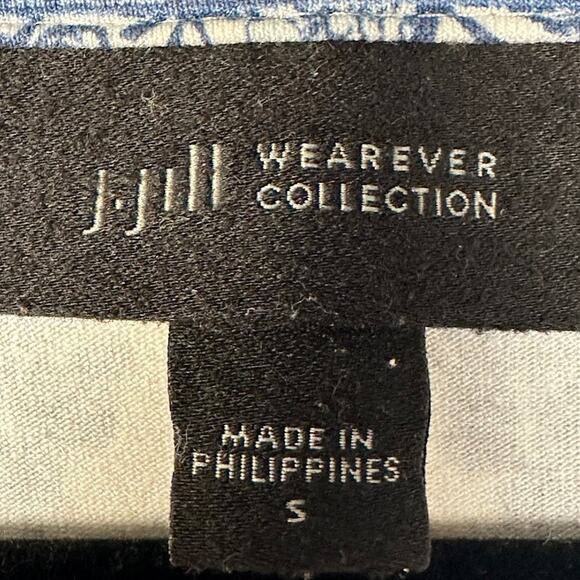 J.Jill WEAREVER
COLLECTION
MADE IN
PHILIPPINES
S